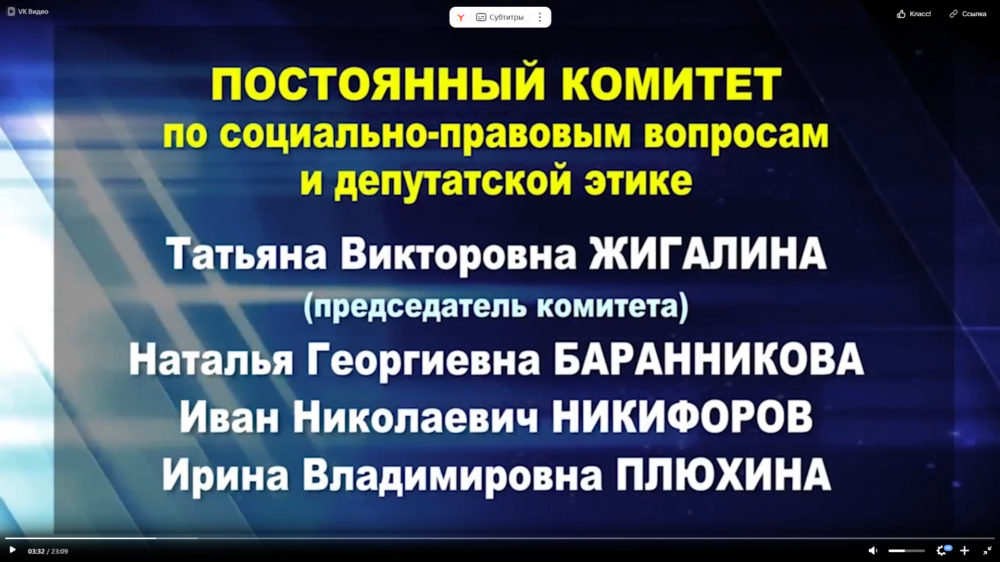 VK Видео
Субтитры
Класс!
Ссылка
ПОСТОЯННЫЙ КОМИТЕТ
по социально-правовым вопросам
и депутатской этике
Татьяна Викторовна ЖИГАЛИНА
(председатель комитета)
Наталья Георгиевна БАРАННИКОВА
Иван Николаевич НИКИФОРОВ
Ирина Владимировна ПЛЮХИНА
03:32 / 23:09
HD